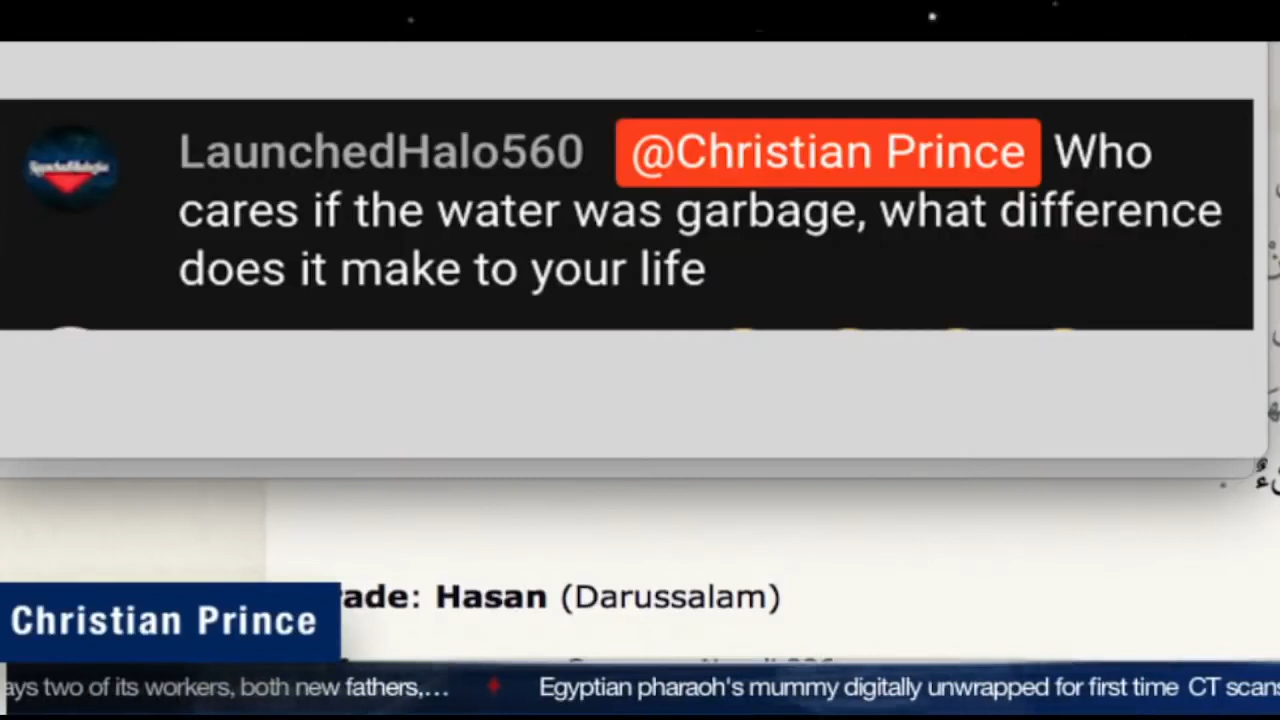 LaunchedHalo560 @Christian Prince Who
cares if the water was garbage, what difference
does it make to your life
rade: Hasan (Darussalam)
Christian Prince
ays two of its workers, both new fathers,... Egyptian pharaoh's mummy digitally unwrapped for first time CT scans